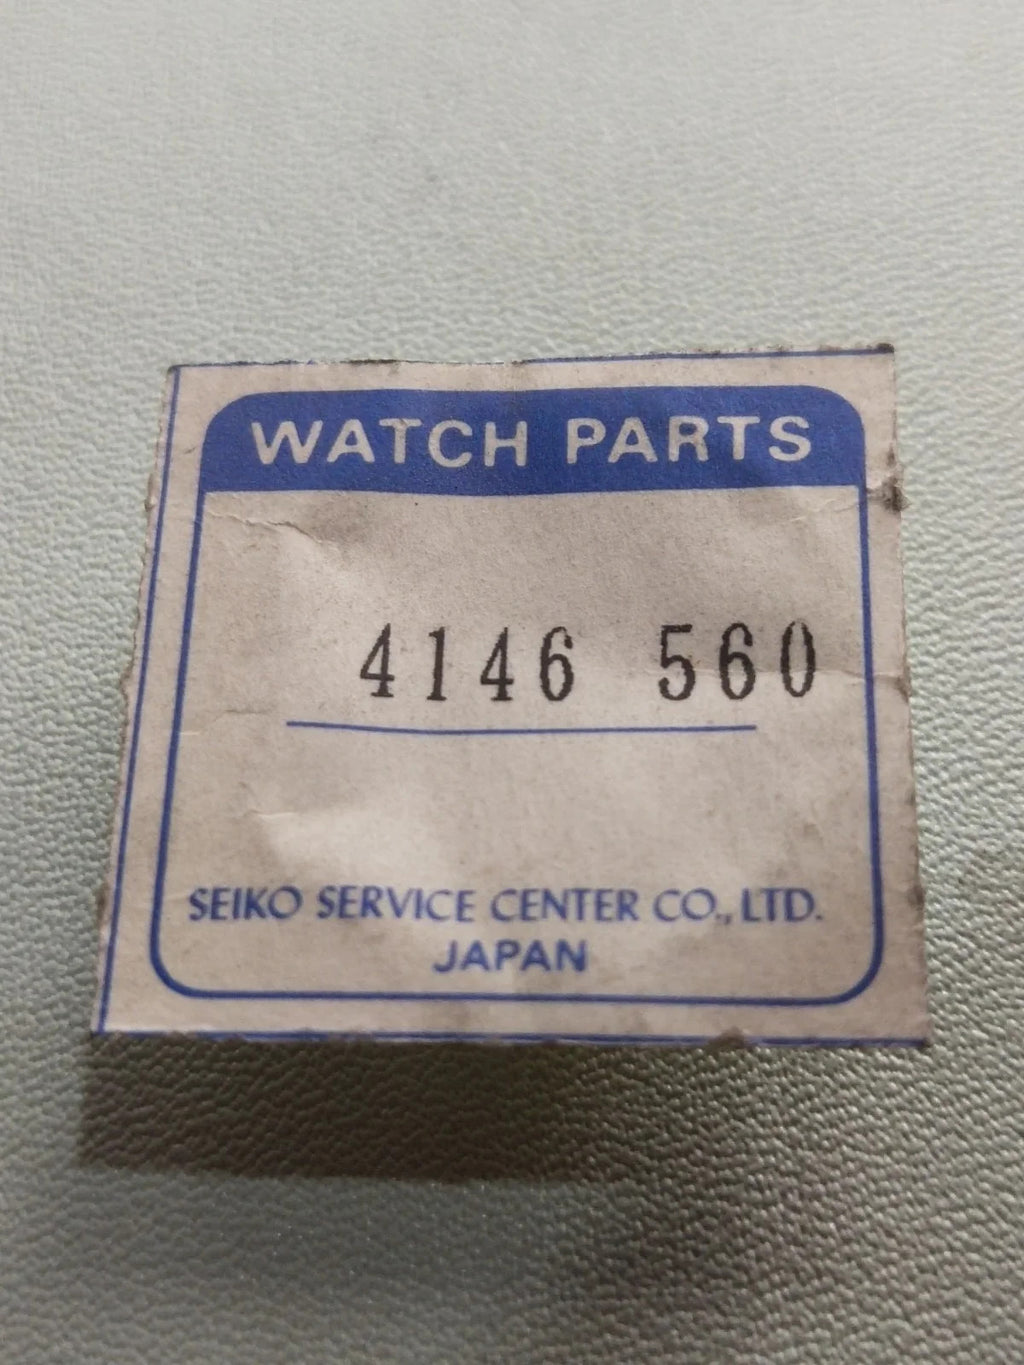 WATCH PARTS
4146 560
SEIKO SERVICE CENTER CO., LTD.
JAPAN